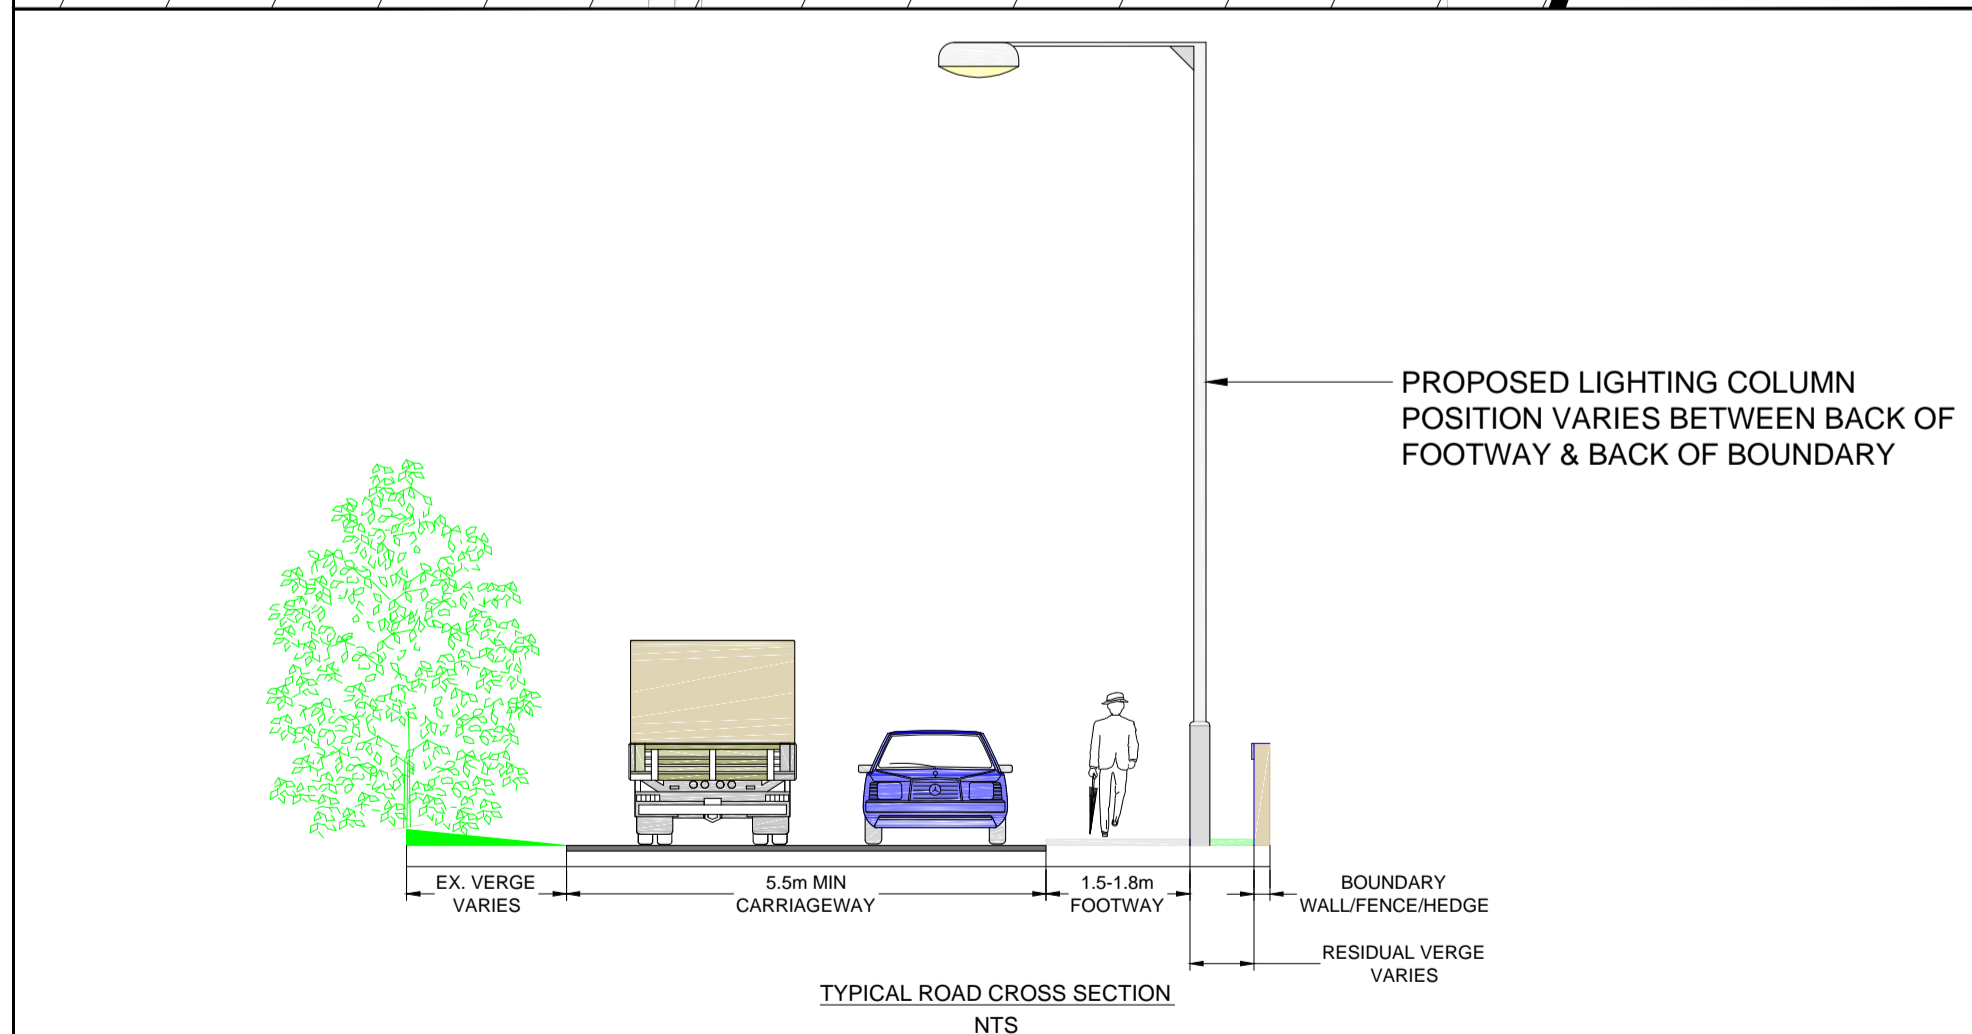 PROPOSED LIGHTING COLUMN
POSITION VARIES BETWEEN BACK OF
FOOTWAY & BACK OF BOUNDARY
EX. VERGE
VARIES
5.5m MIN
CARRIAGEWAY
1.5-1.8m
FOOTWAY
BOUNDARY
WALL/FENCE/HEDGE
RESIDUAL VERGE
VARIES
TYPICAL ROAD CROSS SECTION
NTS